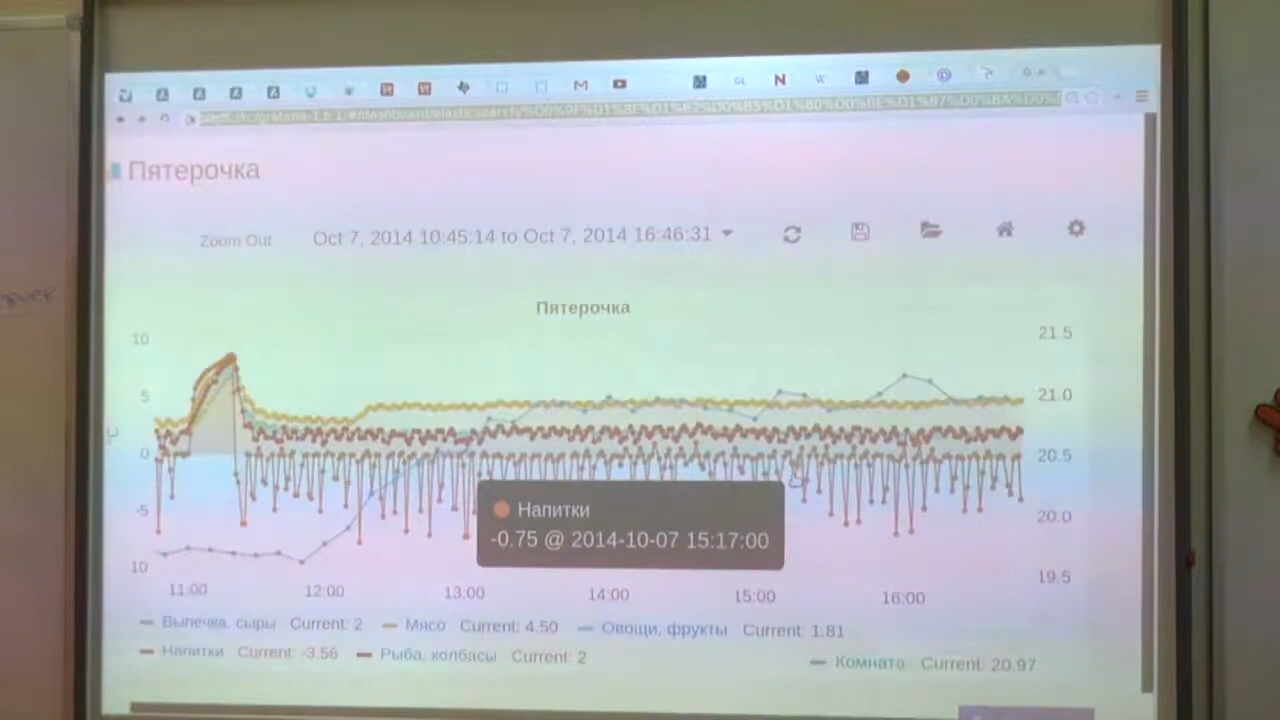 Пятерочка
Zoom Out Oct 7, 2014 10:45:14 to Oct 7, 2014 16:46:31
Пятерочка
10 21.5
5 21.0
°C
0 20.5
-5 20.0
10 19.5
11:00 12:00 13:00 14:00 15:00 16:00
Напитки
-0.75 @ 2014-10-07 15:17:00
Выпечка, сыры Current: 2 Мясо Current: 4.50 Овощи, фрукты Current: 1.81
Напитки Current: -3.56 Рыба, колбасы Current: 2 Комната Current: 20.97